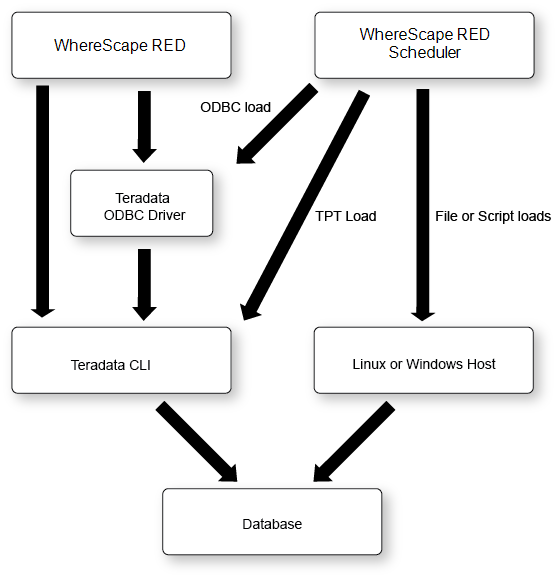 WhereScape RED
WhereScape RED
Scheduler
ODBC load
Teradata
ODBC Driver
TPT Load
File or Script loads
Teradata CLI
Linux or Windows Host
Database